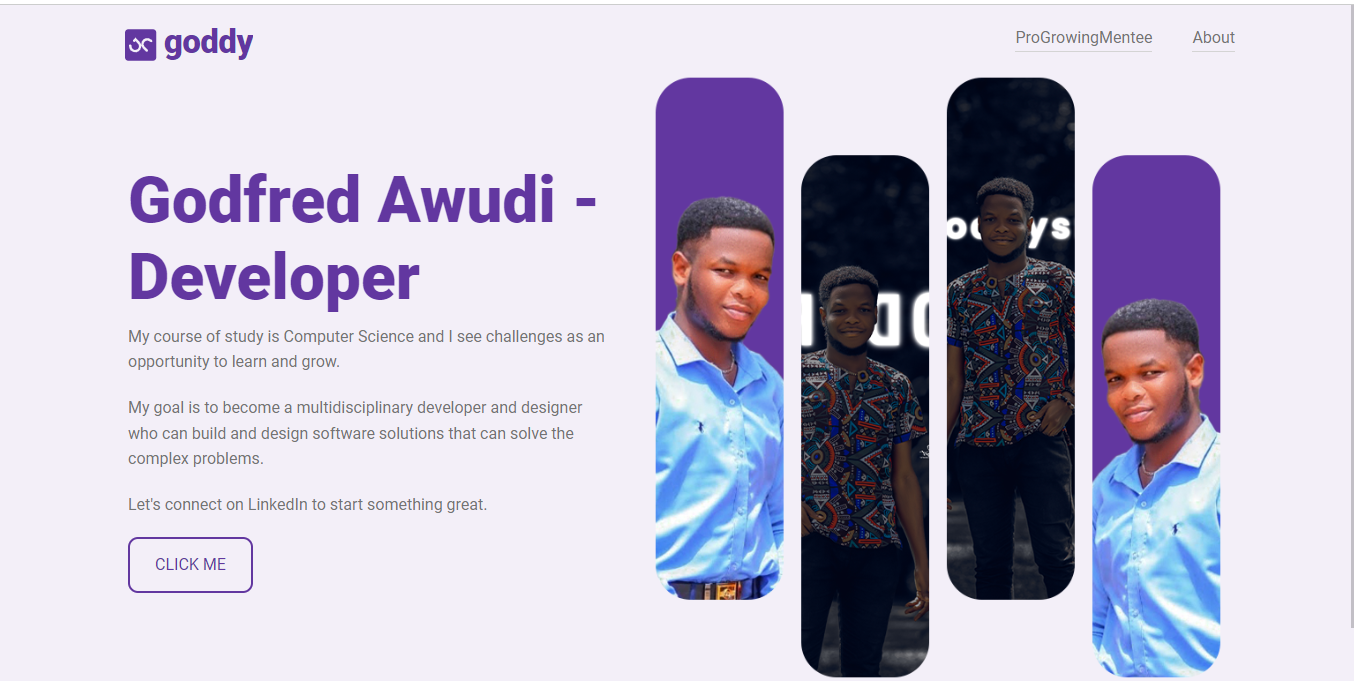 goddy
ProGrowingMentee
About
Godfred Awudi -
Developer
My course of study is Computer Science and I see challenges as an
opportunity to learn and grow.
My goal is to become a multidisciplinary developer and designer
who can build and design software solutions that can solve the
complex problems.
Let's connect on LinkedIn to start something great.
CLICK ME